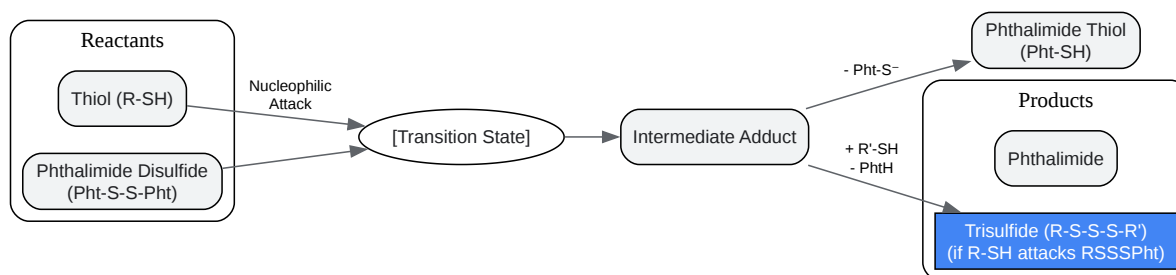 Reactants
Thiol (R-SH)
Phthalimide Disulfide
(Pht-S-S-Pht)
Nucleophilic
Attack
[Transition State]
Intermediate Adduct
- Pht-S⁻
+ R'-SH
- PhtH
Phthalimide Thiol
(Pht-SH)
Products
Phthalimide
Trisulfide (R-S-S-S-R')
(if R-SH attacks RSSSPht)